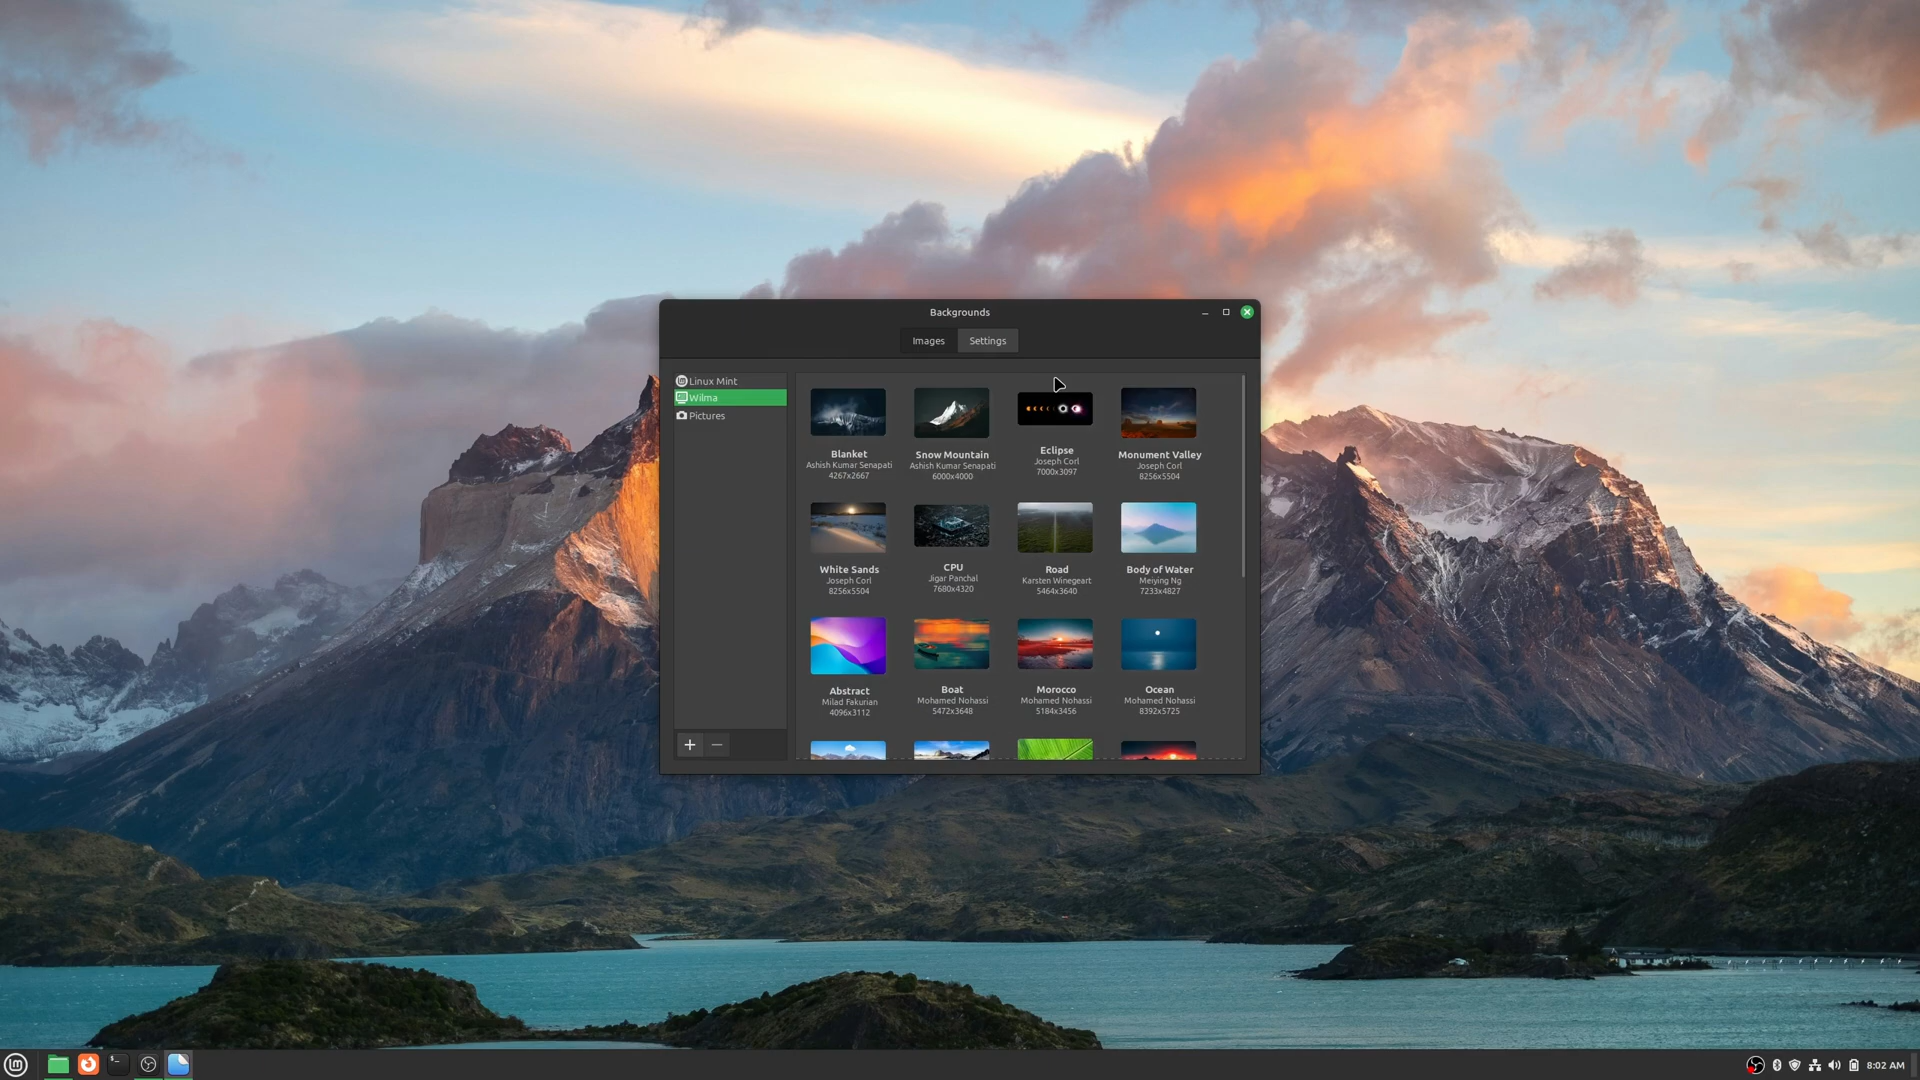 Backgrounds
Images Settings
Linux Mint
Wilma
Pictures
Blanket
Ashish Kumar Senapati
4267x2667
Snow Mountain
Ashish Kumar Senapati
6000x4000
Eclipse
Joseph Corl
7000x3097
Monument Valley
Joseph Corl
8256x5504
White Sands
Joseph Corl
8256x5504
CPU
Jigar Panchal
7680x4320
Road
Karsten Winegeart
5464x3640
Body of Water
Meiying Ng
7233x4827
Abstract
Milad Fakurian
4096x3112
Boat
Mohamed Nohassi
5472x3648
Morocco
Mohamed Nohassi
5184x3456
Ocean
Mohamed Nohassi
8392x5725
8:02 AM